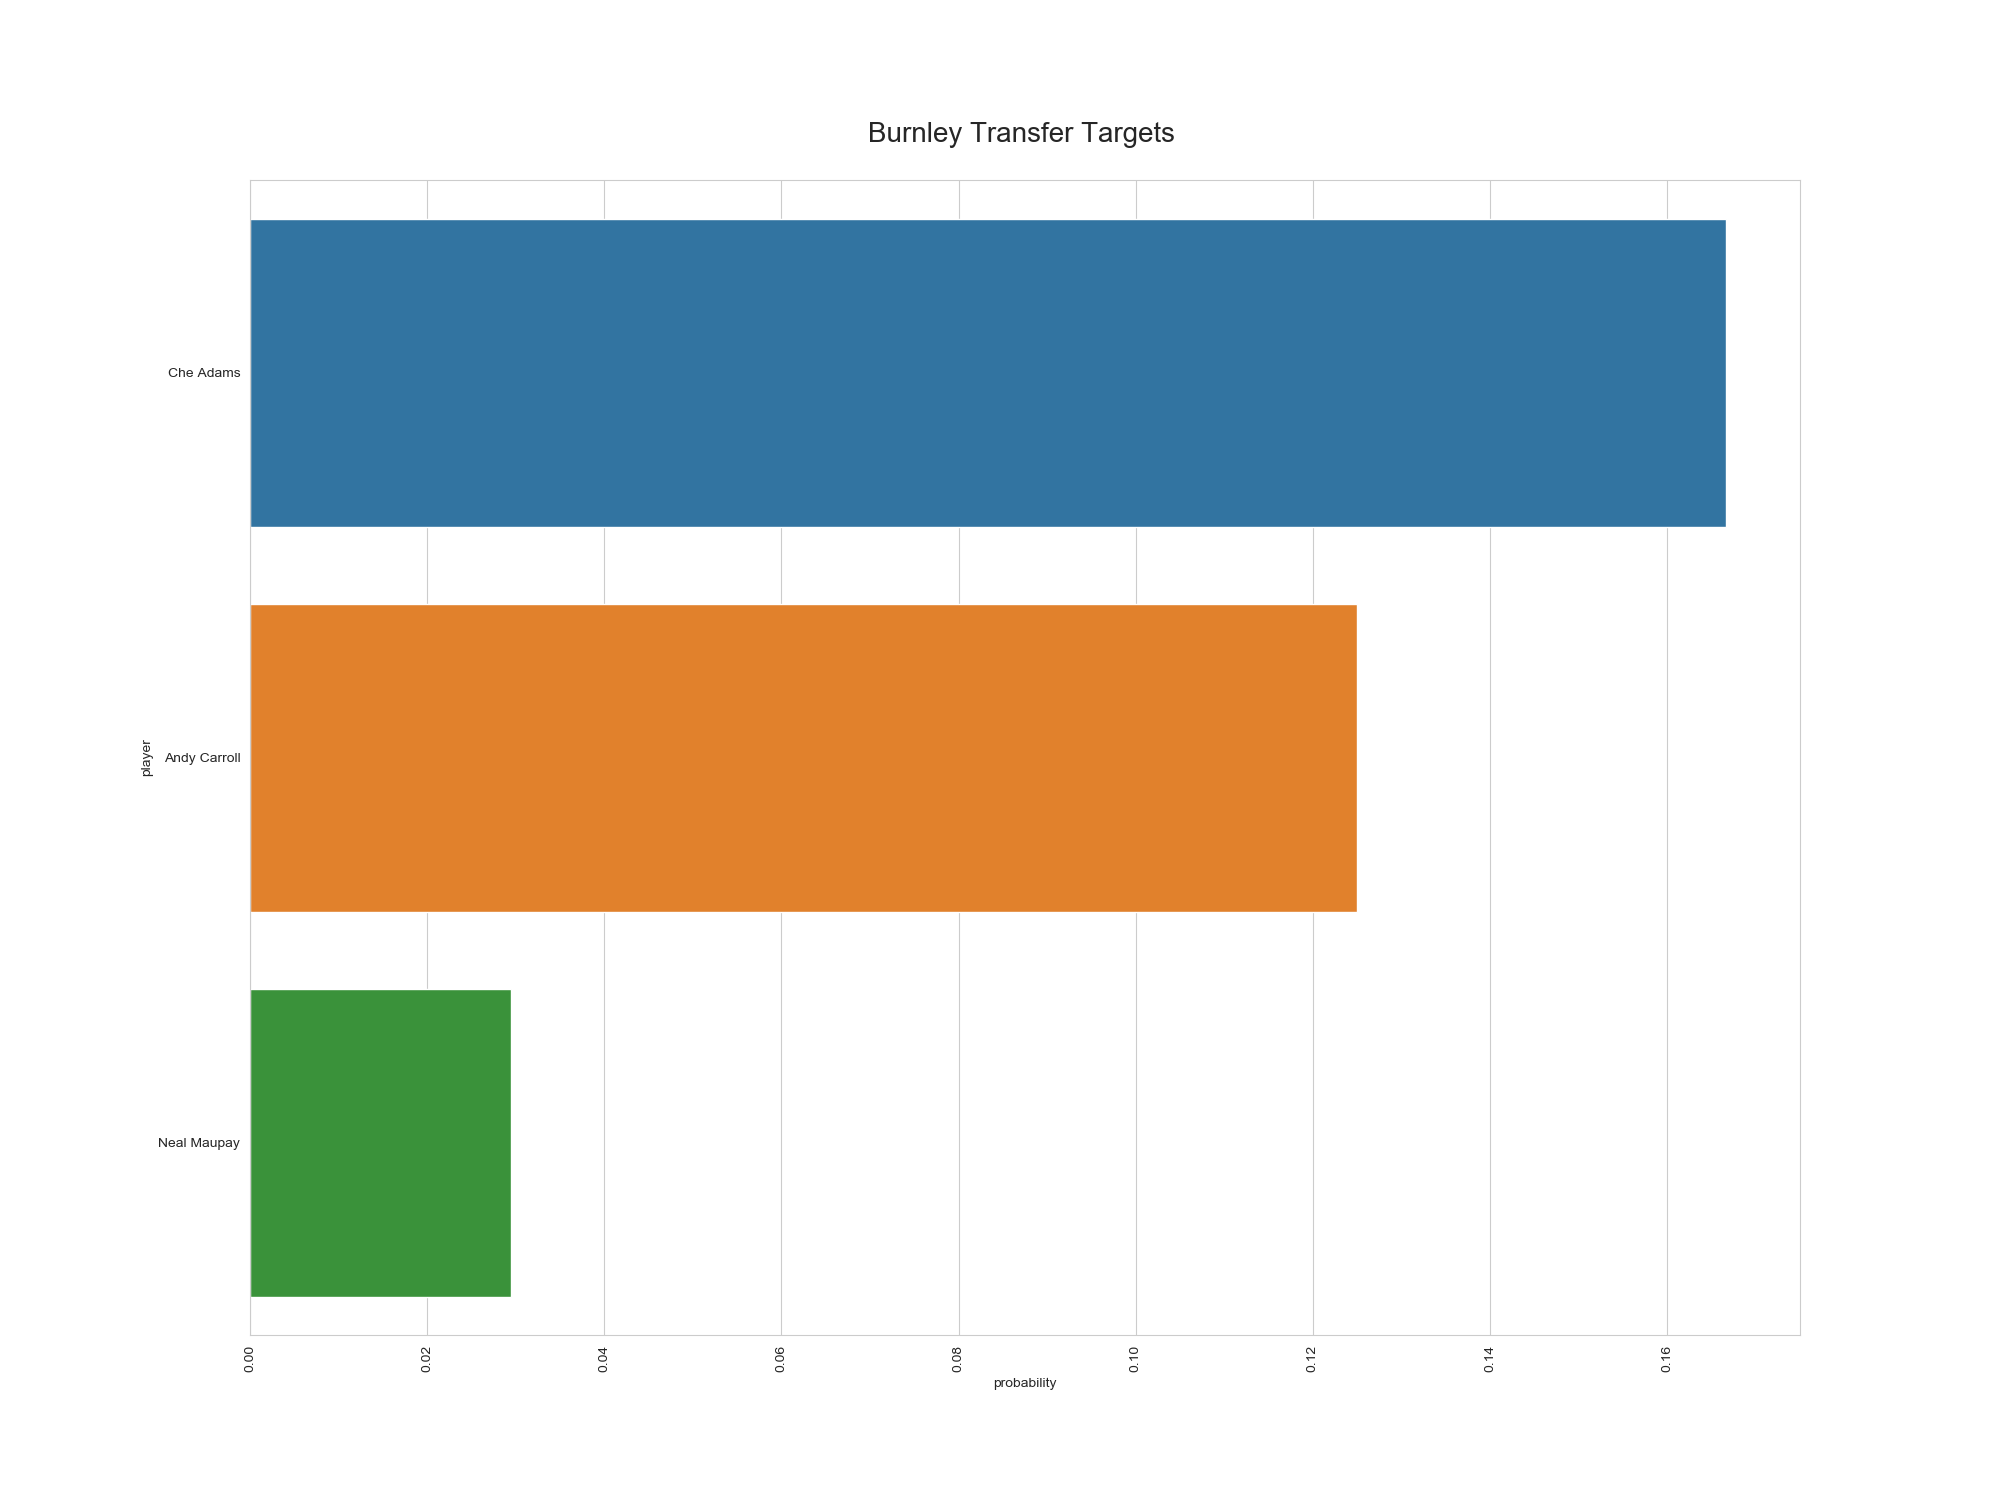 Burnley Transfer Targets
Che Adams
Andy Carroll
Neal Maupay
player
0.00
0.02
0.04
0.06
0.08
0.10
0.12
0.14
0.16
probability